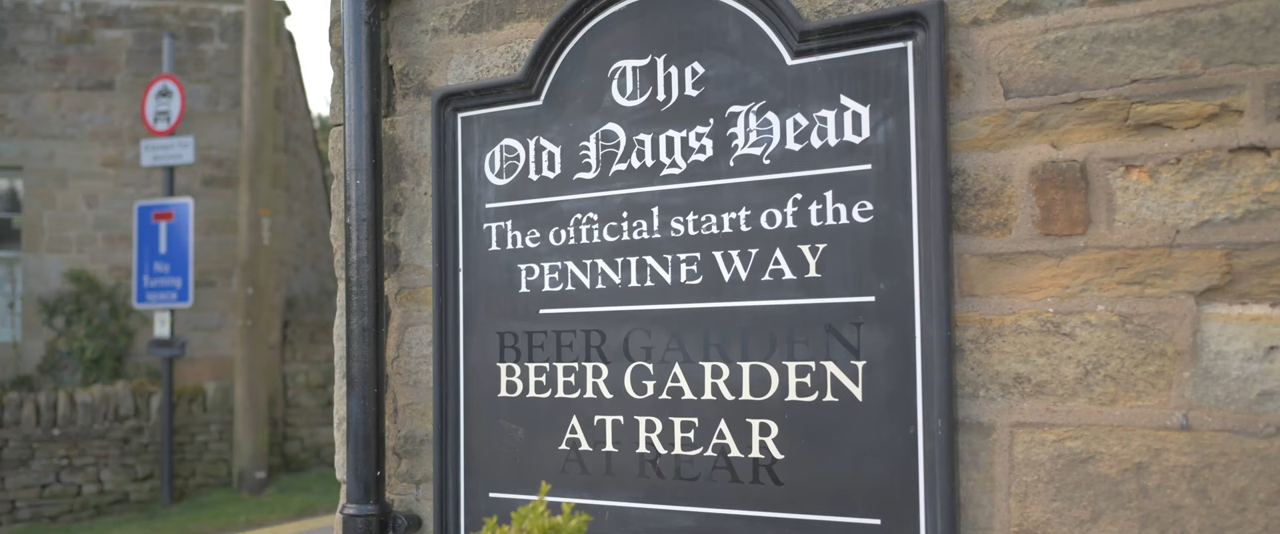 The
Old Nags Head
The official start of the
PENNINE WAY
BEER GARDEN
BEER GARDEN
AT REAR
AT REAR
No
Turning